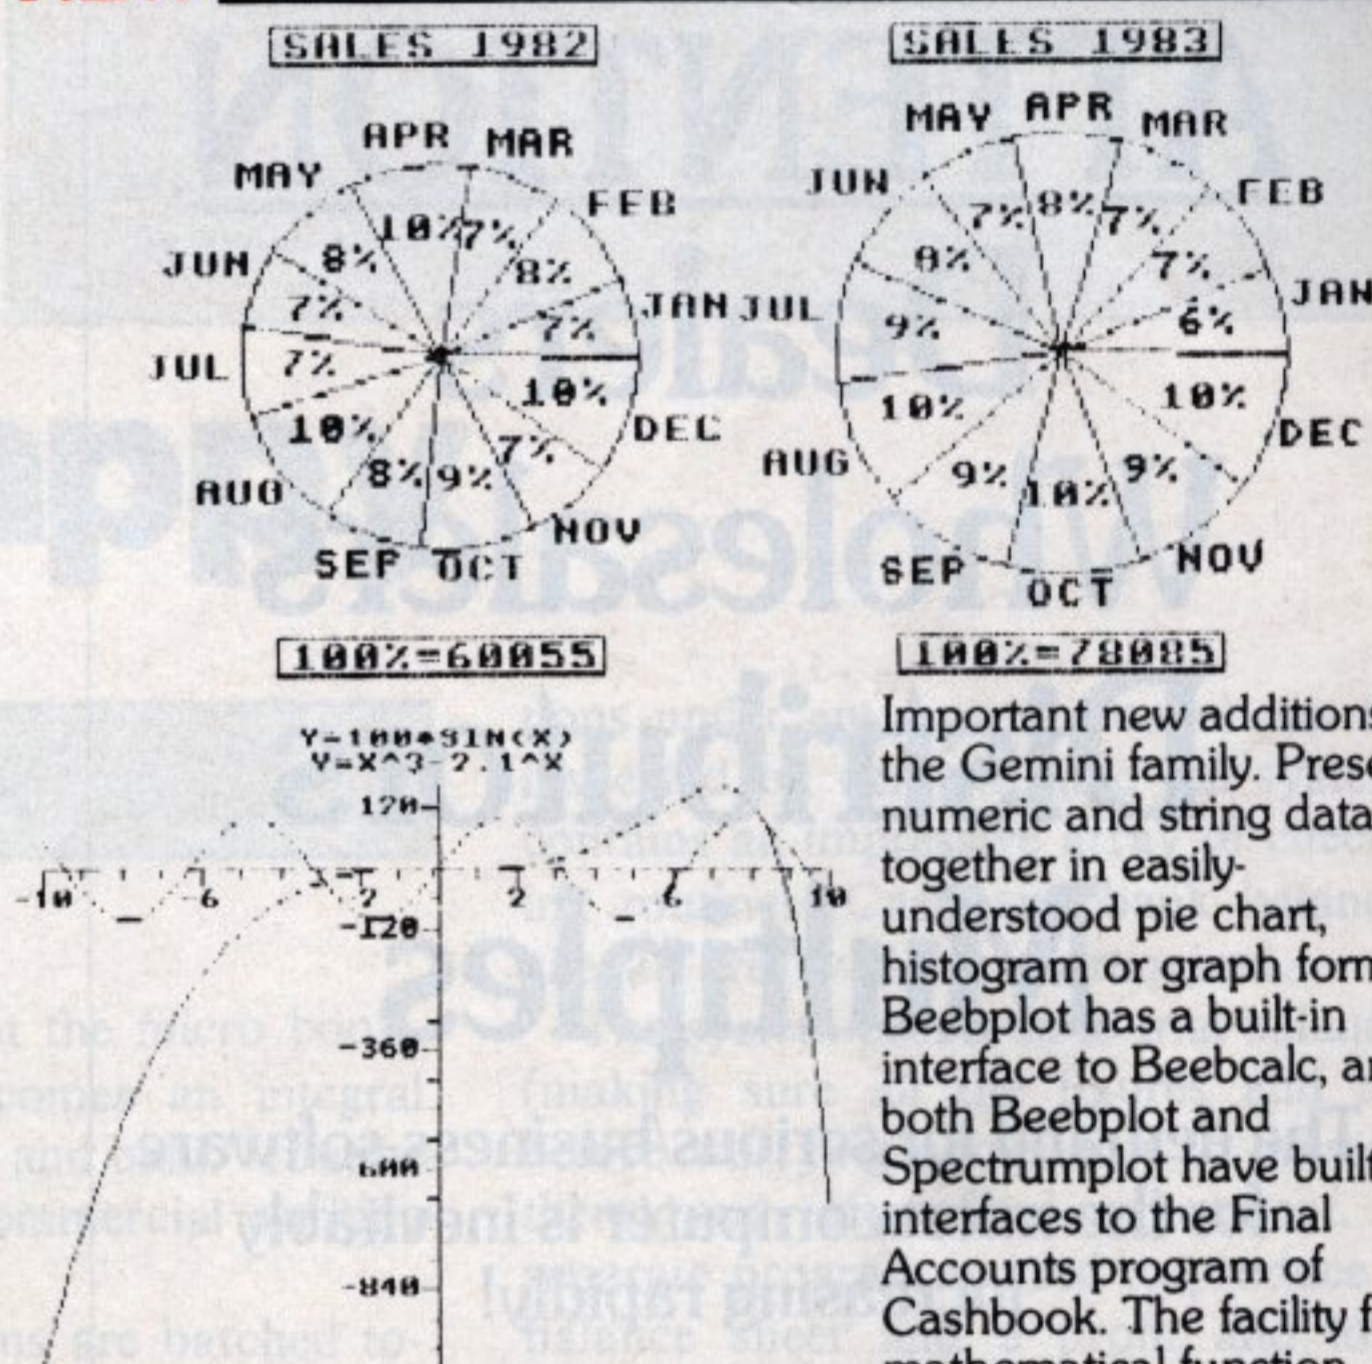 SALES 1982
APR MAR
MAY FEB
10% 7%
JUN 8% 8%
JAN
7% 7%
JUL 7%
10% 10%
DEC
7%
8% 9%
AUG
NOV
SEP OCT
100%=60055
SALES 1983
MAY APR MAR
JUN FEB
7% 8% 7%
8% 7%
JAN
JUL 9% 6%
10% 10%
DEC
AUG 9% 10% 9%
SEP NOV
OCT
100%=78085
Y=100*SIN(X)
Y=X^3-2.1^X
120
-10 -6 -2 2 6 10
-120
-360
-600
-840
Important new additions
the Gemini family.
numeric and string data
together in easily-
understood pie chart,
histogram or graph form
Beebplot has a built-in
interface to Beebcalc,
both Beebplot and
Spectrumplot have built
interfaces to the Final
Accounts program of
Cashbook. The facility
mathematical function